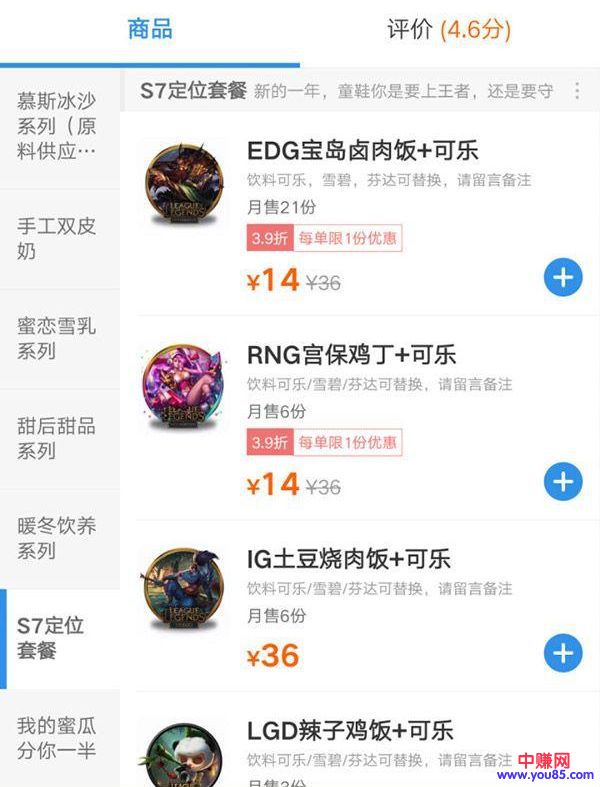 商品
评价 (4.6分)
慕斯冰沙
系列（原
料供应…
手工双皮
奶
蜜恋雪乳
系列
甜后甜品
系列
暖冬饮养
系列
S7定位
套餐
我的蜜瓜
分你一半
S7定位套餐 新的一年，童鞋你是要上王者，还是要守
EDG宝岛卤肉饭+可乐
饮料可乐，雪碧，芬达可替换，请留言备注
月售21份
3.9折 每单限1份优惠
¥14 ¥36
LEAGUE LEGENDS
RNG宫保鸡丁+可乐
饮料可乐/雪碧/芬达可替换，请留言备注
月售6份
3.9折 每单限1份优惠
¥14 ¥36
LEGENDS
IG土豆烧肉饭+可乐
饮料可乐/雪碧/芬达可替换，请留言备注
月售6份
¥36
LEAGUE LEGENDS
LGD辣子鸡饭+可乐
饮料可乐/雪碧/芬达可替换，请留言备注
月售3份
LEAGUE LEGENDS
中赚网
www.you85.com